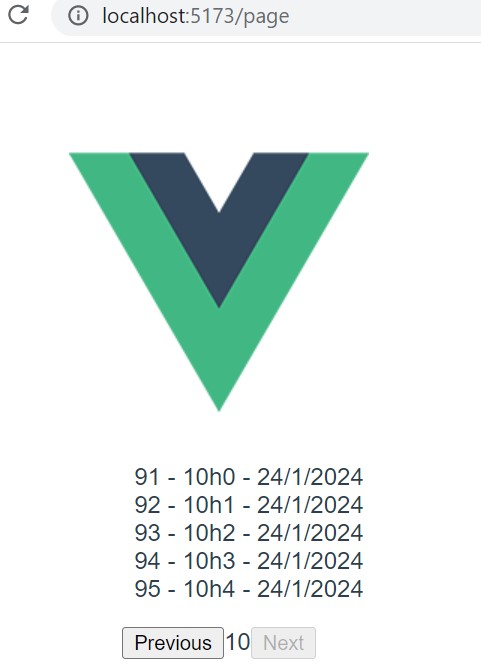 localhost:5173/page
91 - 10h0 - 24/1/2024
92 - 10h1 - 24/1/2024
93 - 10h2 - 24/1/2024
94 - 10h3 - 24/1/2024
95 - 10h4 - 24/1/2024
Previous 10 Next